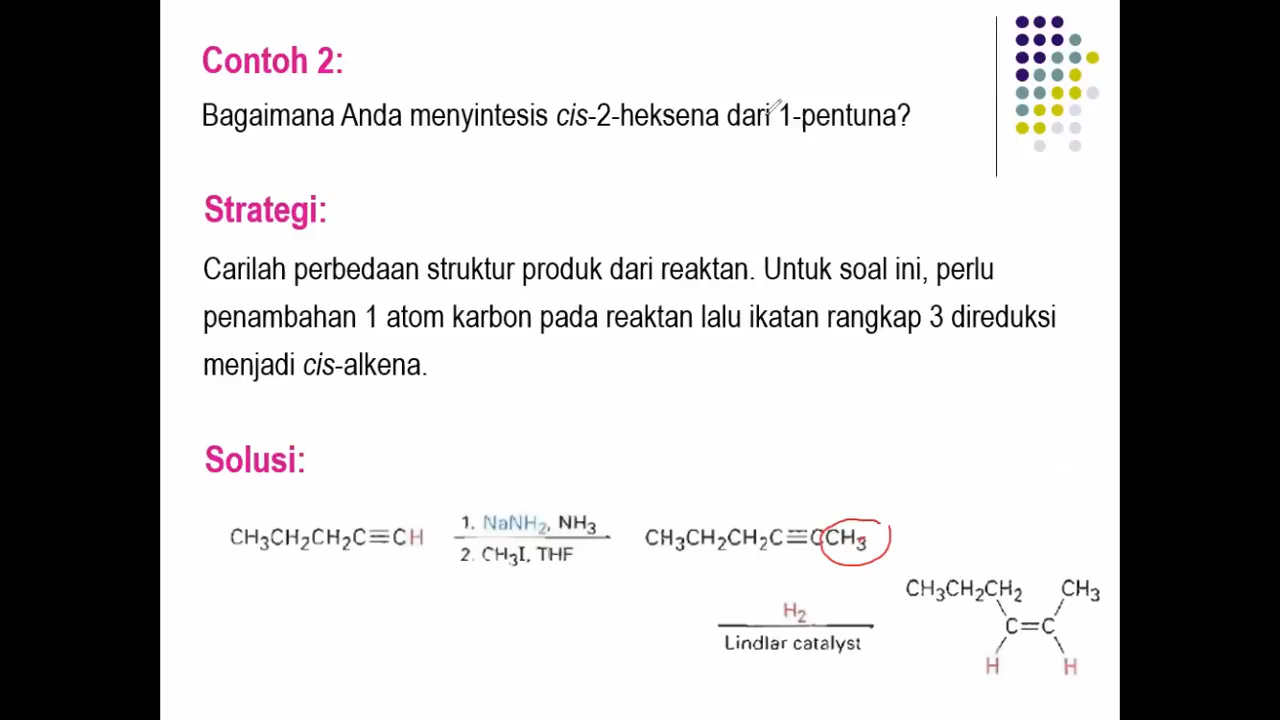 Contoh 2:
Bagaimana Anda menyintesis cis-2-heksena dari 1-pentuna?
Strategi:
Carilah perbedaan struktur produk dari reaktan. Untuk soal ini, perlu
penambahan 1 atom karbon pada reaktan lalu ikatan rangkap 3 direduksi
menjadi cis-alkena.
Solusi:
CH₃CH₂CH₂C≡CH
1. NaNH₂, NH₃
2. CH₃I, THF
CH₃CH₂CH₂C≡CCH₃
H₂
Lindlar catalyst
CH₃CH₂CH₂ CH₃
C=C
H H